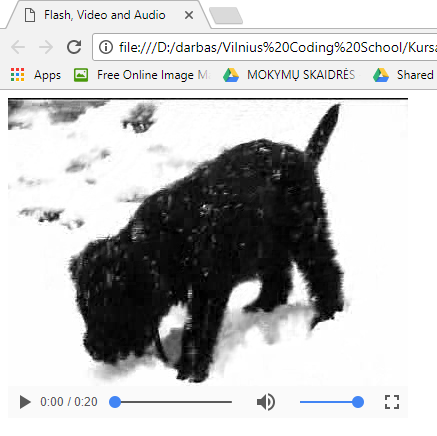 Flash, Video and Audio
file:///D:/darbas/Vilnius%20Coding%20School/Kursa
Apps Free Online Image M MOKYMŲ SKAIDRĖS Shared
0:00 / 0:20